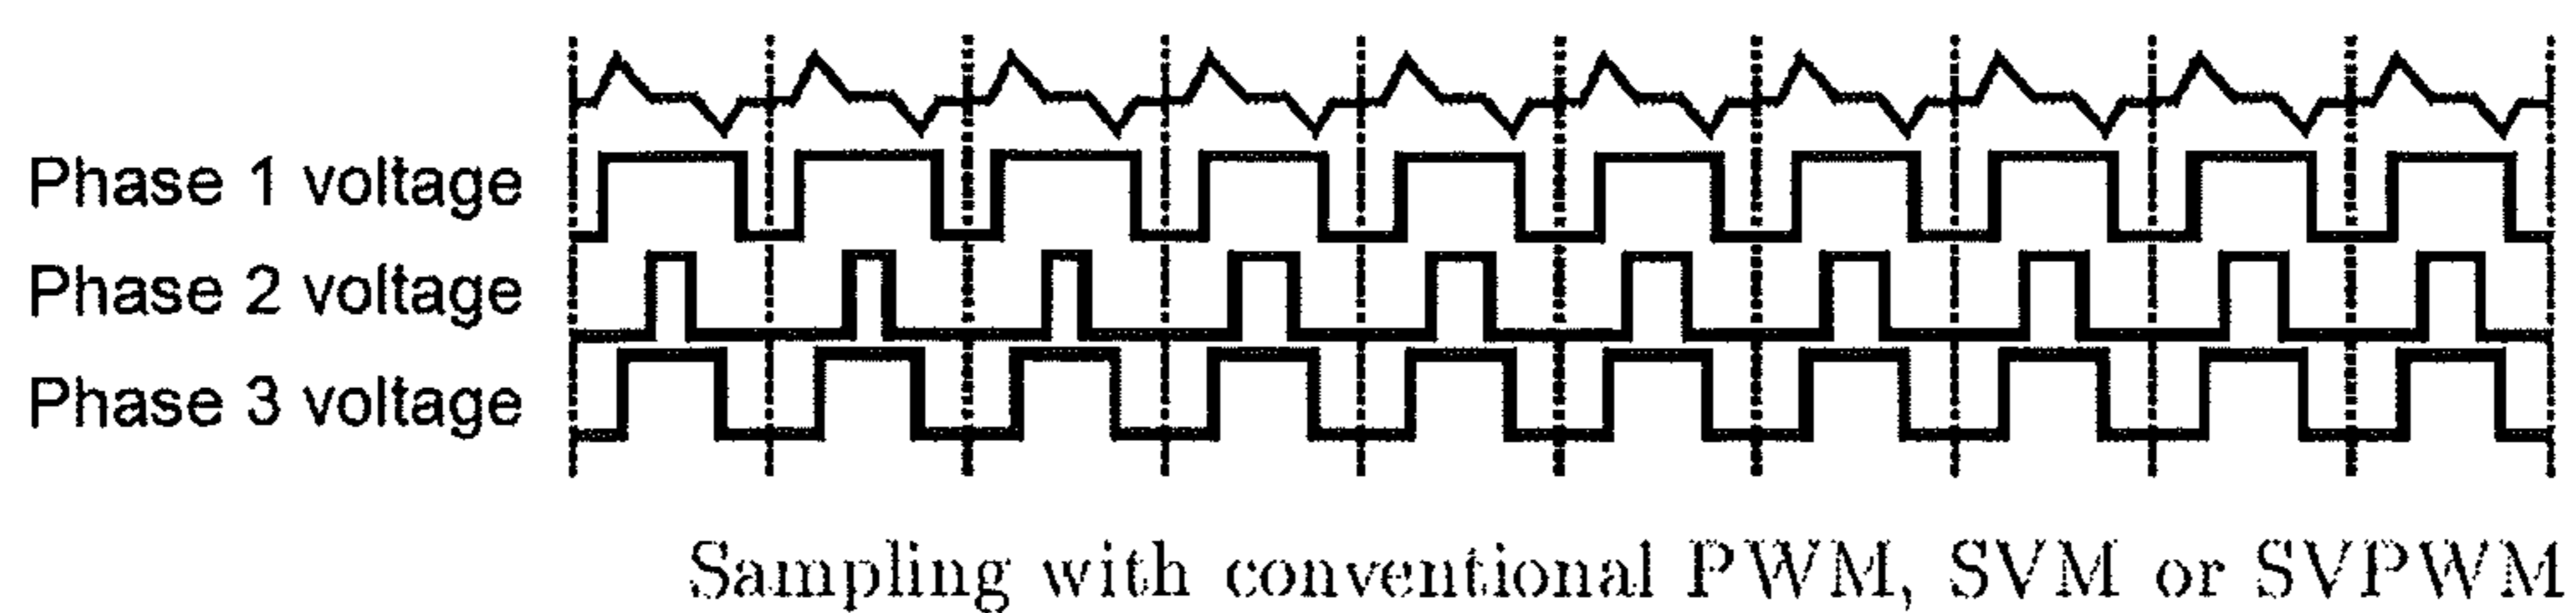 Phase 1 voltage
Phase 2 voltage
Phase 3 voltage
Sampling with conventional PWM, SVM or SVPWM